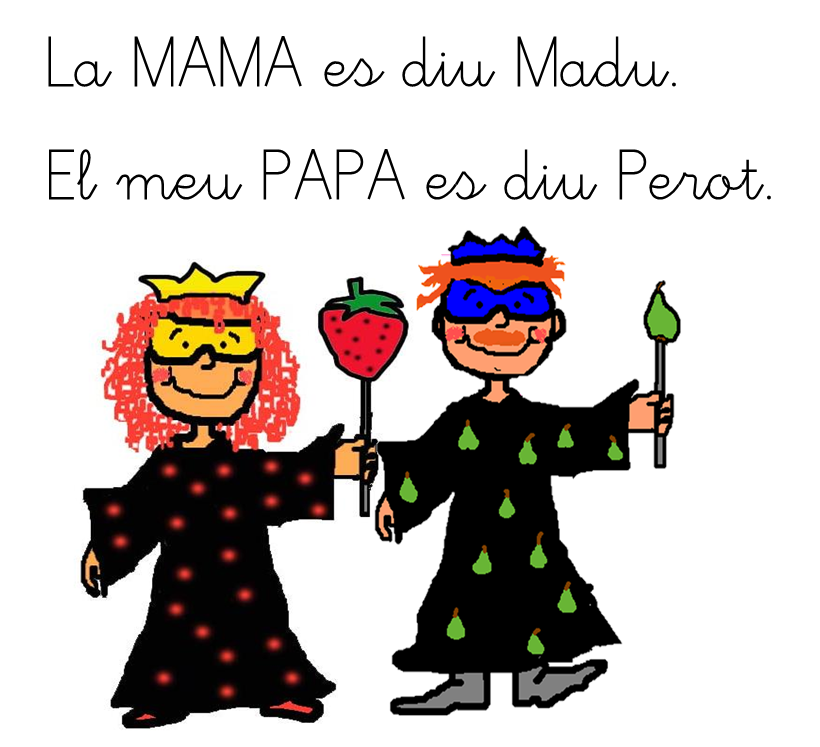 La MAMA es diu Madu.
El meu PAPA es diu Perot.